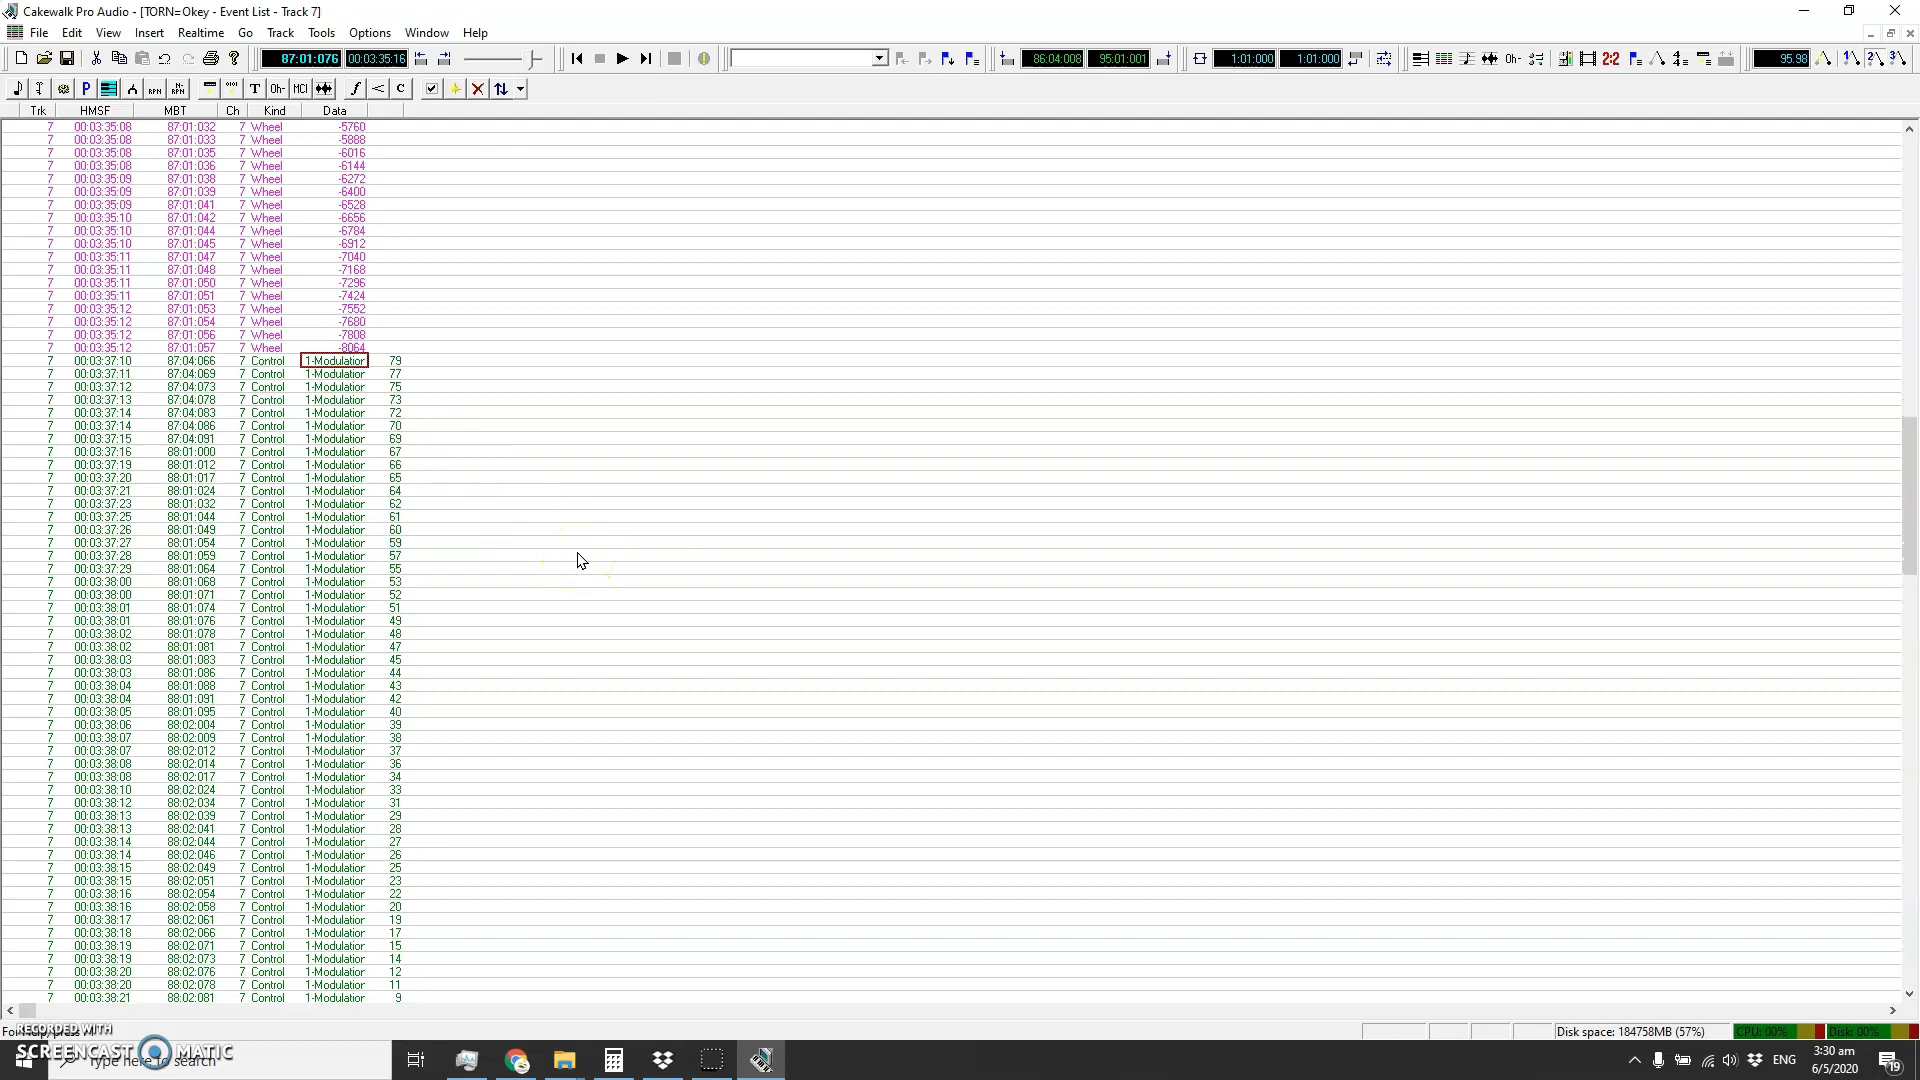 Cakewalk Pro Audio - [TORN=Okey - Event List - Track 7]
File Edit View Insert Realtime Go Track Tools Options Window Help
87:01:076 00:03:35:16 86:04:008 95:01:001 1:01:000 1:01:000 95.98
Trk HMSF MBT Ch Kind Data
7 00:03:35:08 87:01:032 7 Wheel -5760
7 00:03:35:08 87:01:033 7 Wheel -5888
7 00:03:35:08 87:01:035 7 Wheel -6016
7 00:03:35:08 87:01:036 7 Wheel -6144
7 00:03:35:09 87:01:038 7 Wheel -6272
7 00:03:35:09 87:01:039 7 Wheel -6400
7 00:03:35:09 87:01:041 7 Wheel -6528
7 00:03:35:10 87:01:042 7 Wheel -6656
7 00:03:35:10 87:01:044 7 Wheel -6784
7 00:03:35:10 87:01:045 7 Wheel -6912
7 00:03:35:11 87:01:047 7 Wheel -7040
7 00:03:35:11 87:01:048 7 Wheel -7168
7 00:03:35:11 87:01:050 7 Wheel -7296
7 00:03:35:11 87:01:051 7 Wheel -7424
7 00:03:35:12 87:01:053 7 Wheel -7552
7 00:03:35:12 87:01:054 7 Wheel -7680
7 00:03:35:12 87:01:056 7 Wheel -7808
7 00:03:35:12 87:01:057 7 Wheel -8064
7 00:03:37:10 87:04:066 7 Control 1-Modulation 79
7 00:03:37:11 87:04:069 7 Control 1-Modulation 77
7 00:03:37:12 87:04:073 7 Control 1-Modulation 75
7 00:03:37:13 87:04:078 7 Control 1-Modulation 73
7 00:03:37:14 87:04:083 7 Control 1-Modulation 72
7 00:03:37:14 87:04:086 7 Control 1-Modulation 70
7 00:03:37:15 87:04:091 7 Control 1-Modulation 69
7 00:03:37:16 88:01:000 7 Control 1-Modulation 67
7 00:03:37:19 88:01:012 7 Control 1-Modulation 66
7 00:03:37:20 88:01:017 7 Control 1-Modulation 65
7 00:03:37:21 88:01:024 7 Control 1-Modulation 64
7 00:03:37:23 88:01:032 7 Control 1-Modulation 62
7 00:03:37:25 88:01:044 7 Control 1-Modulation 61
7 00:03:37:26 88:01:049 7 Control 1-Modulation 60
7 00:03:37:27 88:01:054 7 Control 1-Modulation 59
7 00:03:37:28 88:01:059 7 Control 1-Modulation 57
7 00:03:37:29 88:01:064 7 Control 1-Modulation 55
7 00:03:38:00 88:01:068 7 Control 1-Modulation 53
7 00:03:38:00 88:01:071 7 Control 1-Modulation 52
7 00:03:38:01 88:01:074 7 Control 1-Modulation 51
7 00:03:38:01 88:01:076 7 Control 1-Modulation 49
7 00:03:38:02 88:01:078 7 Control 1-Modulation 48
7 00:03:38:02 88:01:081 7 Control 1-Modulation 47
7 00:03:38:03 88:01:083 7 Control 1-Modulation 45
7 00:03:38:03 88:01:086 7 Control 1-Modulation 44
7 00:03:38:04 88:01:088 7 Control 1-Modulation 43
7 00:03:38:04 88:01:091 7 Control 1-Modulation 42
7 00:03:38:05 88:01:095 7 Control 1-Modulation 40
7 00:03:38:06 88:02:004 7 Control 1-Modulation 39
7 00:03:38:07 88:02:009 7 Control 1-Modulation 38
7 00:03:38:07 88:02:012 7 Control 1-Modulation 37
7 00:03:38:08 88:02:014 7 Control 1-Modulation 36
7 00:03:38:08 88:02:017 7 Control 1-Modulation 34
7 00:03:38:10 88:02:024 7 Control 1-Modulation 33
7 00:03:38:12 88:02:034 7 Control 1-Modulation 31
7 00:03:38:13 88:02:039 7 Control 1-Modulation 29
7 00:03:38:13 88:02:041 7 Control 1-Modulation 28
7 00:03:38:14 88:02:044 7 Control 1-Modulation 27
7 00:03:38:14 88:02:046 7 Control 1-Modulation 26
7 00:03:38:15 88:02:049 7 Control 1-Modulation 25
7 00:03:38:15 88:02:051 7 Control 1-Modulation 23
7 00:03:38:16 88:02:054 7 Control 1-Modulation 22
7 00:03:38:16 88:02:058 7 Control 1-Modulation 20
7 00:03:38:17 88:02:061 7 Control 1-Modulation 19
7 00:03:38:18 88:02:066 7 Control 1-Modulation 17
7 00:03:38:19 88:02:071 7 Control 1-Modulation 15
7 00:03:38:19 88:02:073 7 Control 1-Modulation 14
7 00:03:38:20 88:02:076 7 Control 1-Modulation 12
7 00:03:38:20 88:02:078 7 Control 1-Modulation 11
7 00:03:38:21 88:02:081 7 Control 1-Modulation 9
For Help, press Disk space: 184758MB (57%) CPU: 00% Disk: 00%
RECORDED WITH
SCREENCAST MATIC
Type here to search
ENG 3:30 am
6/5/2020 19